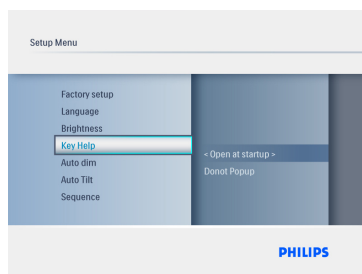 Setup Menu
Factory setup
Language
Brightness
Key Help
Auto dim
Auto Tilt
Sequence
< Open at startup >
Donot Popup
PHILIPS